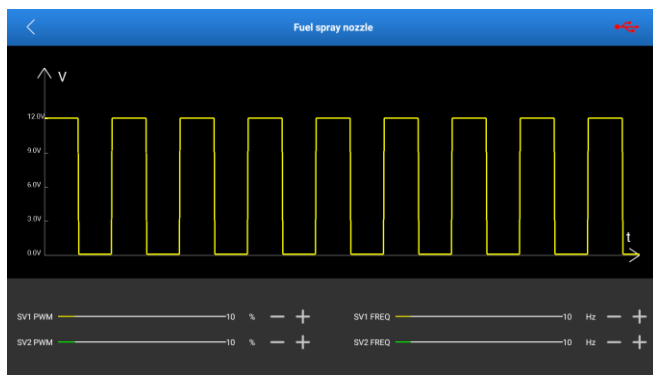 Fuel spray nozzle
V
12.0V
9.0V
6.0V
3.0V
0.0V
t
SV1 PWM 10 % SV1 FREQ 10 Hz
SV2 PWM 10 % SV2 FREQ 10 Hz